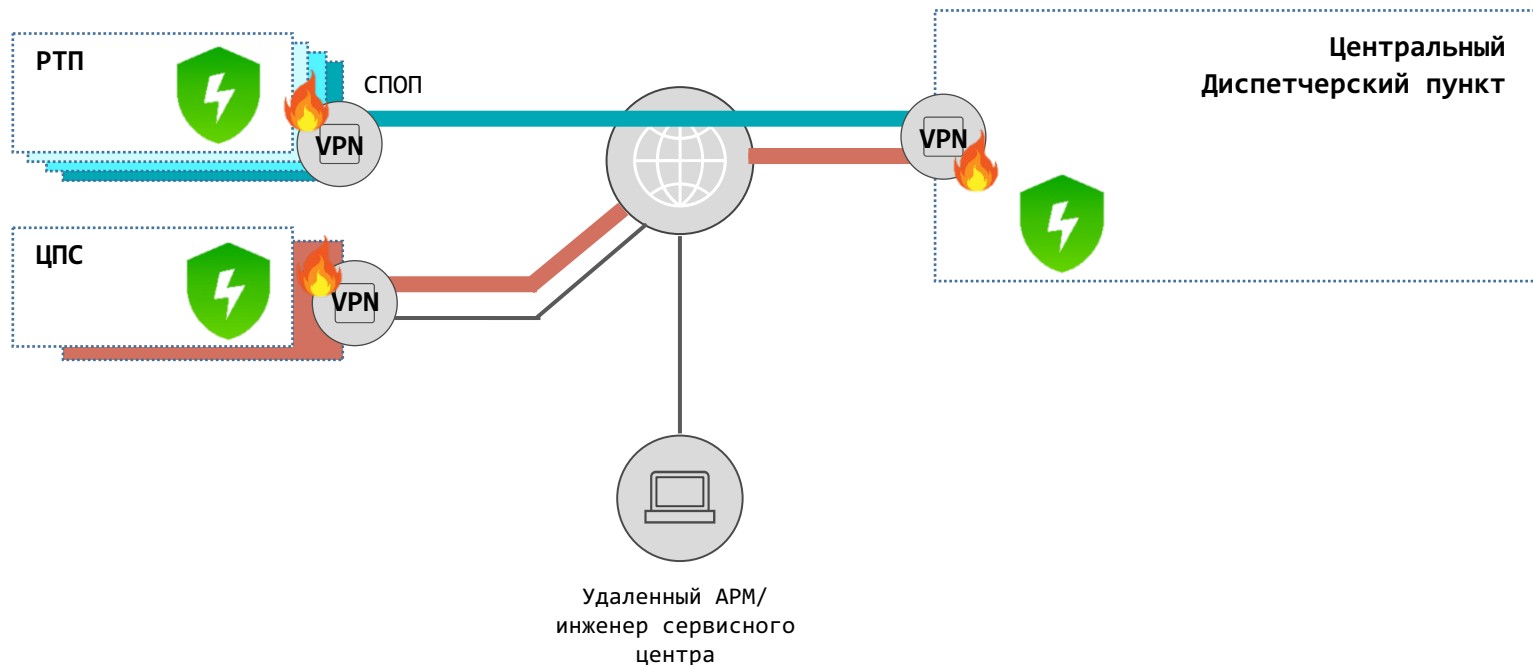 РТП
СПОП
VPN
Центральный
Диспетчерский пункт
VPN
ЦПС
VPN
Удаленный АРМ/
инженер сервисного
центра